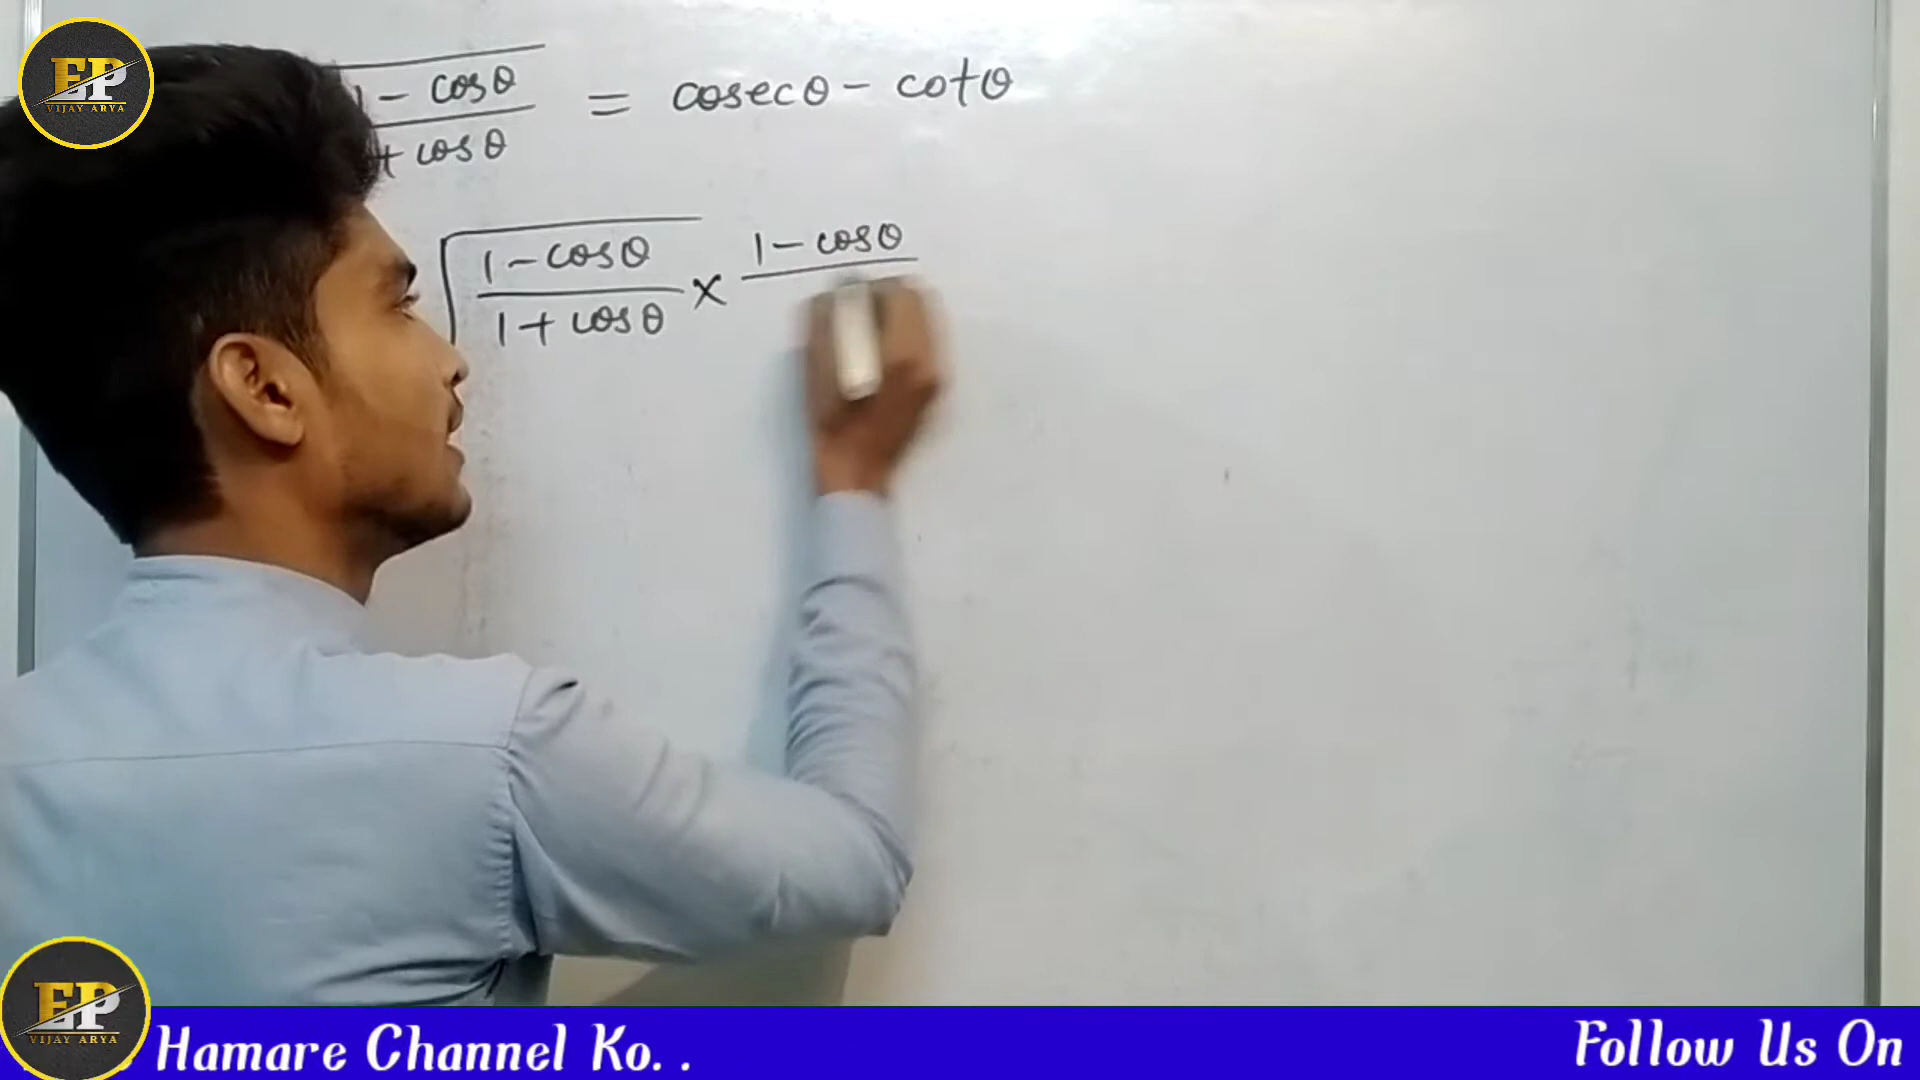 EP
VIJAY ARYA
1 - cosθ / + cosθ = cosecθ - cotθ
√ 1 - cosθ / 1 + cosθ × 1 - cosθ
EP
VIJAY ARYA
Hamare Channel Ko. .
Follow Us On